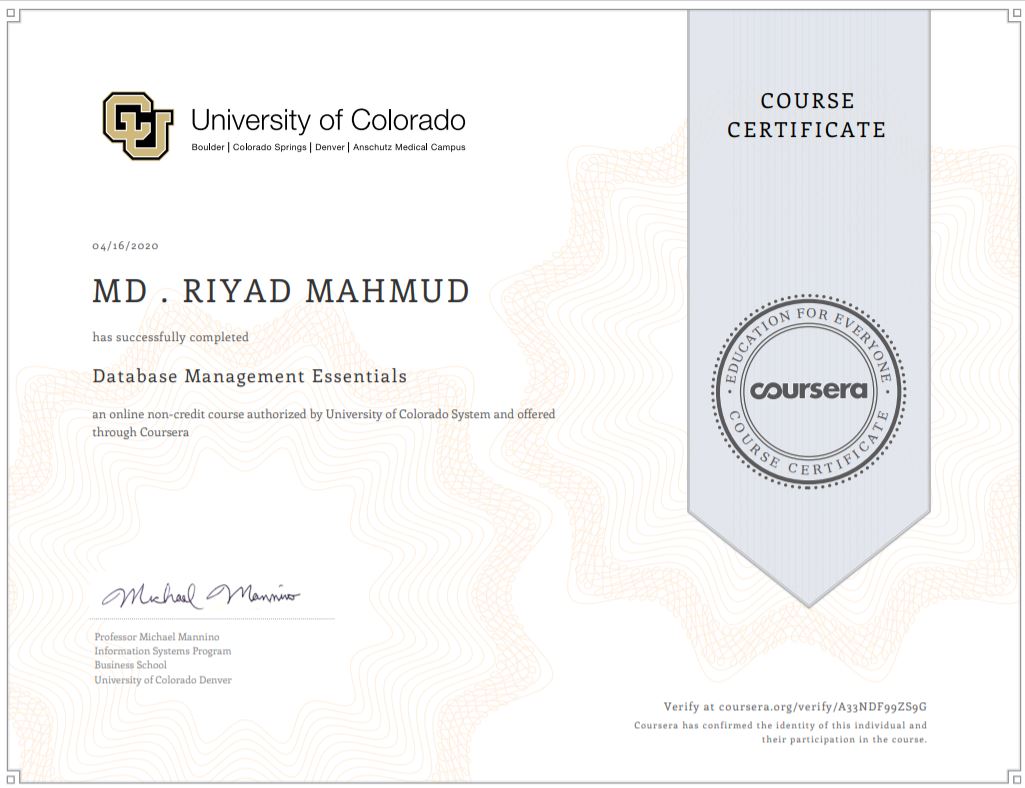 CU
University of Colorado
Boulder | Colorado Springs | Denver | Anschutz Medical Campus
COURSE
CERTIFICATE
04/16/2020
MD . RIYAD MAHMUD
has successfully completed
Database Management Essentials
an online non-credit course authorized by University of Colorado System and offered
through Coursera
EDUCATION FOR EVERYONE
coursera
COURSE CERTIFICATE
Michael Mannino
Professor Michael Mannino
Information Systems Program
Business School
University of Colorado Denver
Verify at coursera.org/verify/A33NDF99ZS9G
Coursera has confirmed the identity of this individual and
their participation in the course.